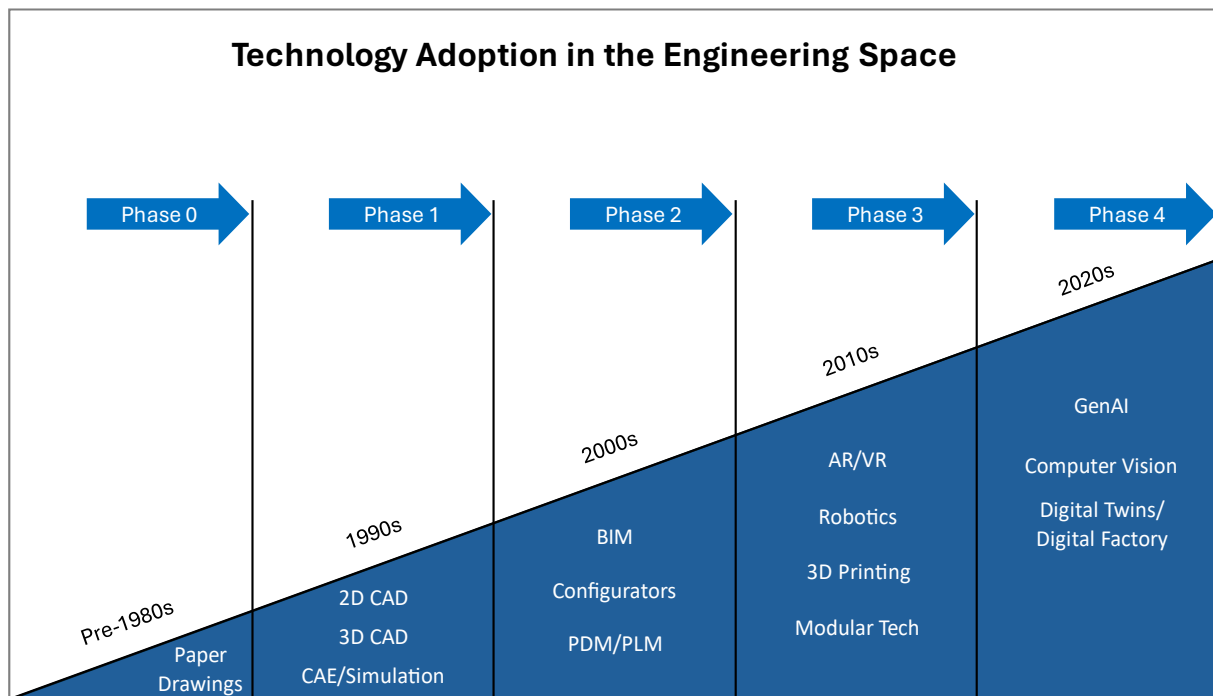 Technology Adoption in the Engineering Space
Phase 0
Phase 1
Phase 2
Phase 3
Phase 4
Pre-1980s
1990s
2000s
2010s
2020s
Paper
Drawings
2D CAD
3D CAD
CAE/Simulation
BIM
Configurators
PDM/PLM
AR/VR
Robotics
3D Printing
Modular Tech
GenAI
Computer Vision
Digital Twins/
Digital Factory